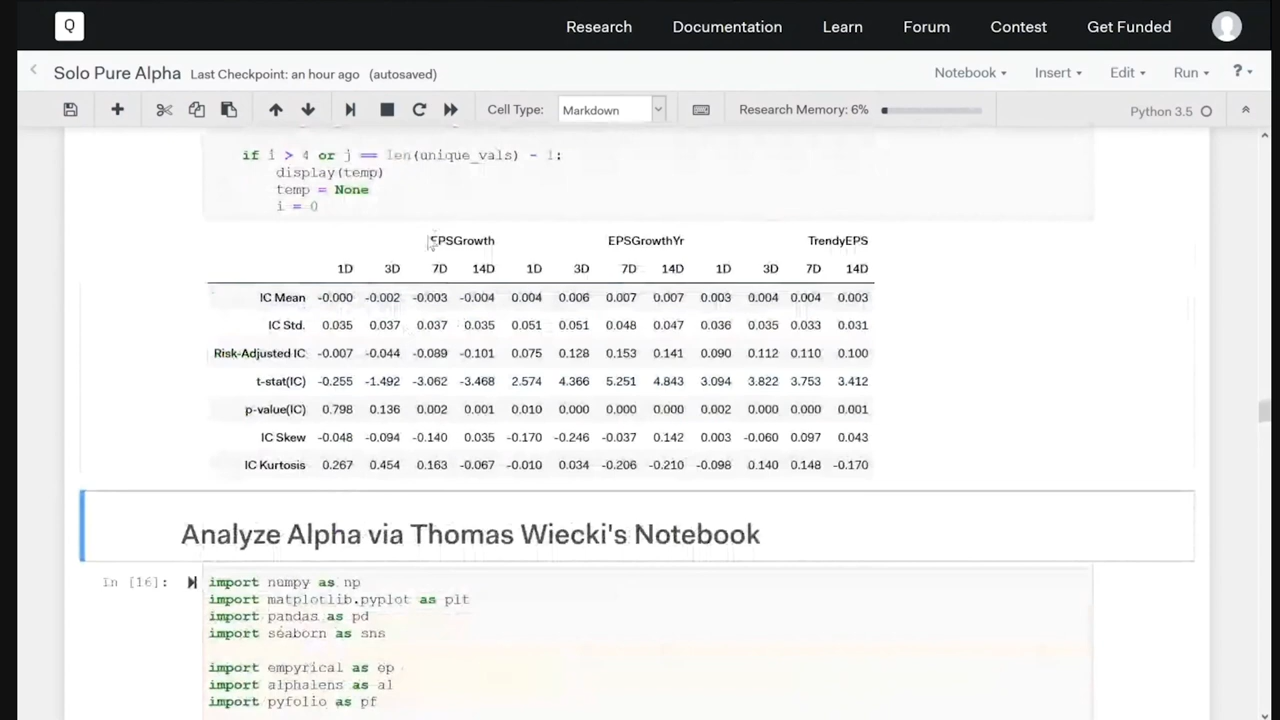 Q
Research Documentation Learn Forum Contest Get Funded
Solo Pure Alpha Last Checkpoint: an hour ago (autosaved)
Notebook Insert Edit Run ?
Cell Type: Markdown Research Memory: 6% Python 3.5
if i > 4 or j == len(unique_vals) - 1:
display(temp)
temp = None
i = 0
EPSGrowth EPSGrowthYr TrendyEPS
1D 3D 7D 14D 1D 3D 7D 14D 1D 3D 7D 14D
IC Mean -0.000 -0.002 -0.003 -0.004 0.004 0.006 0.007 0.007 0.003 0.004 0.004 0.003
IC Std. 0.035 0.037 0.037 0.035 0.051 0.051 0.048 0.047 0.036 0.035 0.033 0.031
Risk-Adjusted IC -0.007 -0.044 -0.089 -0.101 0.075 0.128 0.153 0.141 0.090 0.112 0.110 0.100
t-stat(IC) -0.255 -1.492 -3.062 -3.468 2.574 4.366 5.251 4.843 3.094 3.822 3.753 3.412
p-value(IC) 0.798 0.136 0.002 0.001 0.010 0.000 0.000 0.000 0.002 0.000 0.000 0.001
IC Skew -0.048 -0.094 -0.140 0.035 -0.170 -0.246 -0.037 0.142 0.003 -0.060 0.097 0.043
IC Kurtosis 0.267 0.454 0.163 -0.067 -0.010 0.034 -0.206 -0.210 -0.098 0.140 0.148 -0.170
Analyze Alpha via Thomas Wiecki's Notebook
In [16]: import numpy as np
import matplotlib.pyplot as plt
import pandas as pd
import seaborn as sns
import empyrical as ep
import alphalens as al
import pyfolio as pf